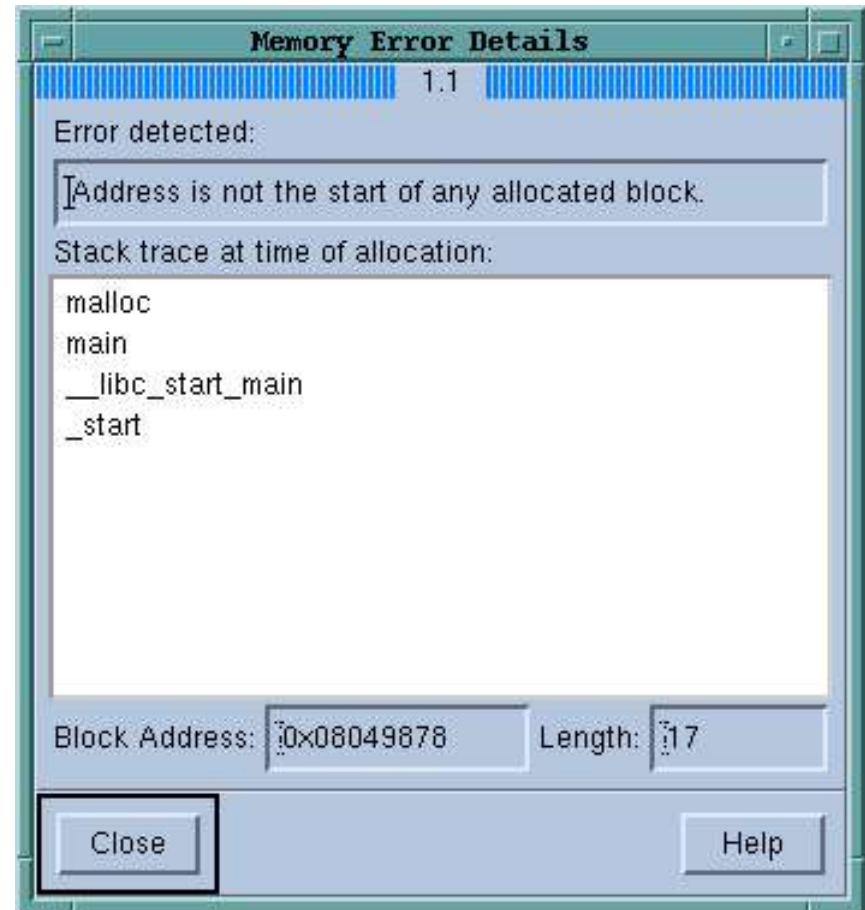 Memory Error Details
1.1
Error detected:
Address is not the start of any allocated block.
Stack trace at time of allocation:
malloc
main
__libc_start_main
_start
Block Address: 0x08049878 Length: 17
Close Help